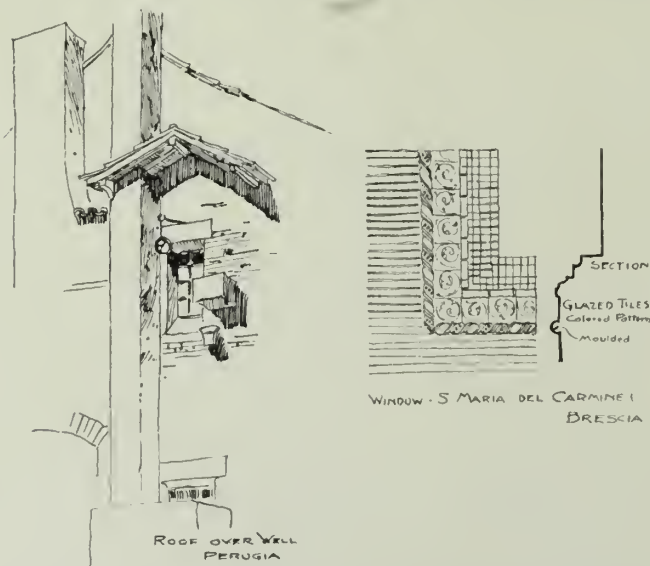 ROOF OVER WELL
PERUGIA
SECTION
GLAZED TILES
Colored Pattern
Moulded
WINDOW · S MARIA DEL CARMINE I
BRESCIA